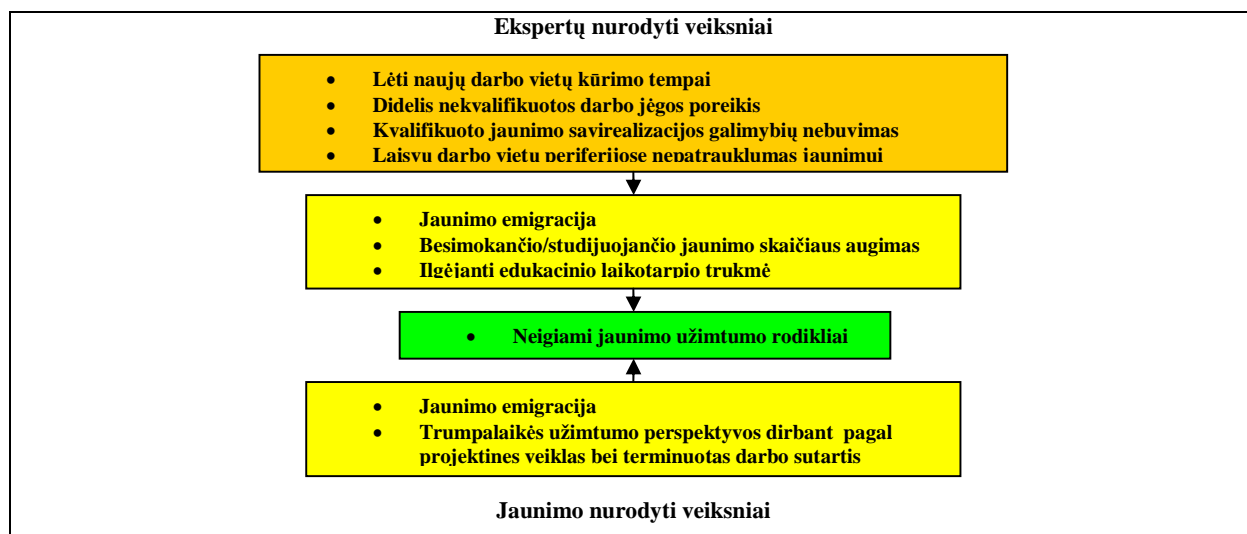 Ekspertų nurodyti veiksniai
• Lėti naujų darbo vietų kūrimo tempai
• Didelis nekvalifikuotos darbo jėgos poreikis
• Kvalifikuoto jaunimo savirealizacijos galimybių nebuvimas
• Laisvų darbo vietų periferijose nepatrauklumas jaunimui
• Jaunimo emigracija
• Besimokančio/studijuojančio jaunimo skaičiaus augimas
• Ilgėjanti edukacinio laikotarpio trukmė
• Neigiami jaunimo užimtumo rodikliai
• Jaunimo emigracija
• Trumpalaikės užimtumo perspektyvos dirbant pagal
projektines veiklas bei terminuotas darbo sutartis
Jaunimo nurodyti veiksniai